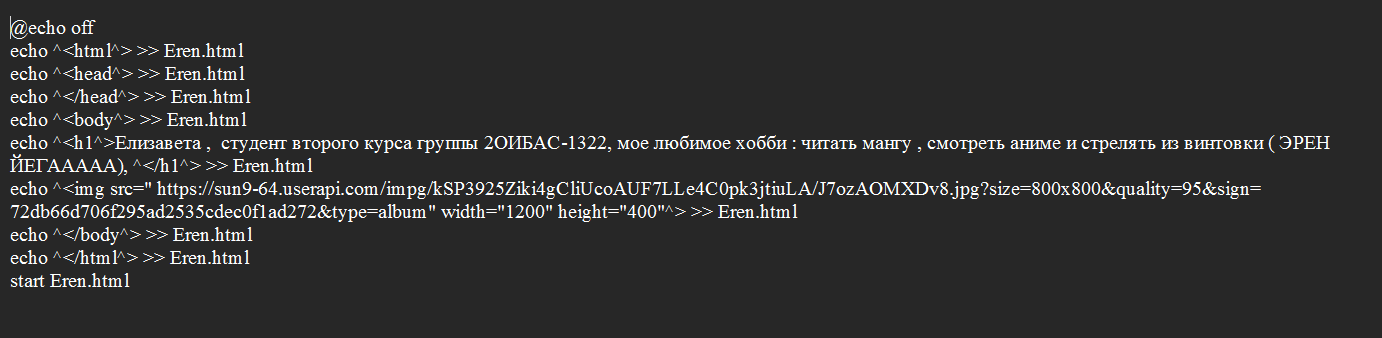 @echo off
echo ^<html^> >> Eren.html
echo ^<head^> >> Eren.html
echo ^</head^> >> Eren.html
echo ^<body^> >> Eren.html
echo ^<h1^>Елизавета ,  студент второго курса группы 2ОИБАС-1322, мое любимое хобби : читать мангу , смотреть аниме и стрелять из винтовки ( ЭРЕН
ЙЕГААААА), ^</h1^> >> Eren.html
echo ^<img src=" https://sun9-64.userapi.com/impg/kSP3925Ziki4gCliUcoAUF7LLe4C0pk3jtiuLA/J7ozAOMXDv8.jpg?size=800x800&quality=95&sign=
72db66d706f295ad2535cdec0f1ad272&type=album" width="1200" height="400"^> >> Eren.html
echo ^</body^> >> Eren.html
echo ^</html^> >> Eren.html
start Eren.html